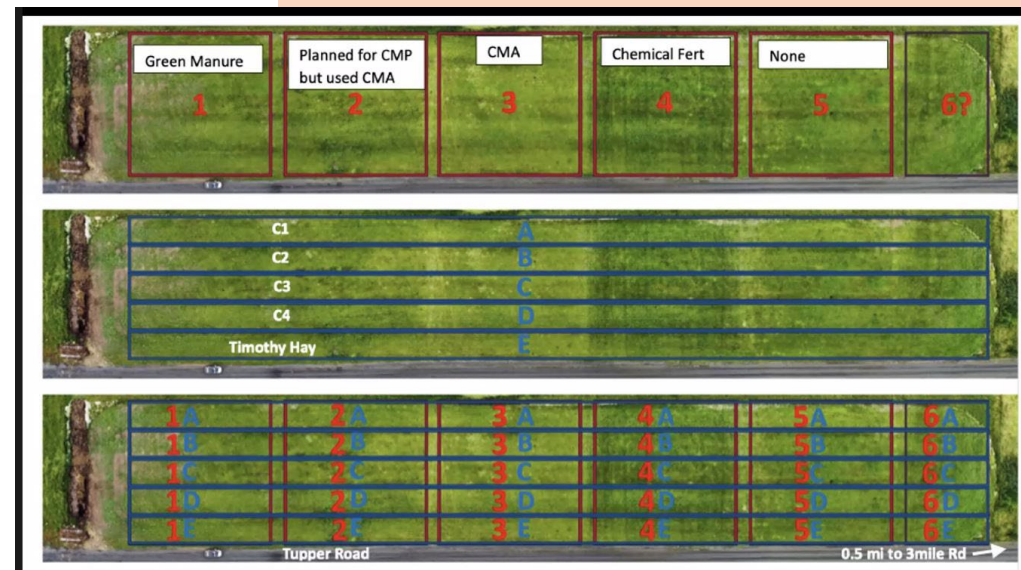 Green Manure
Planned for CMP
but used CMA
CMA
Chemical Fert
None
1
2
3
4
5
6?
C1
A
C2
B
C3
C
C4
D
Timothy Hay
E
1A 2A 3A 4A 5A 6A
1B 2B 3B 4B 5B 6B
1C 2C 3C 4C 5C 6C
1D 2D 3D 4D 5D 6D
1E 2E 3E 4E 5E 6E
Tupper Road
0.5 mi to 3mile Rd